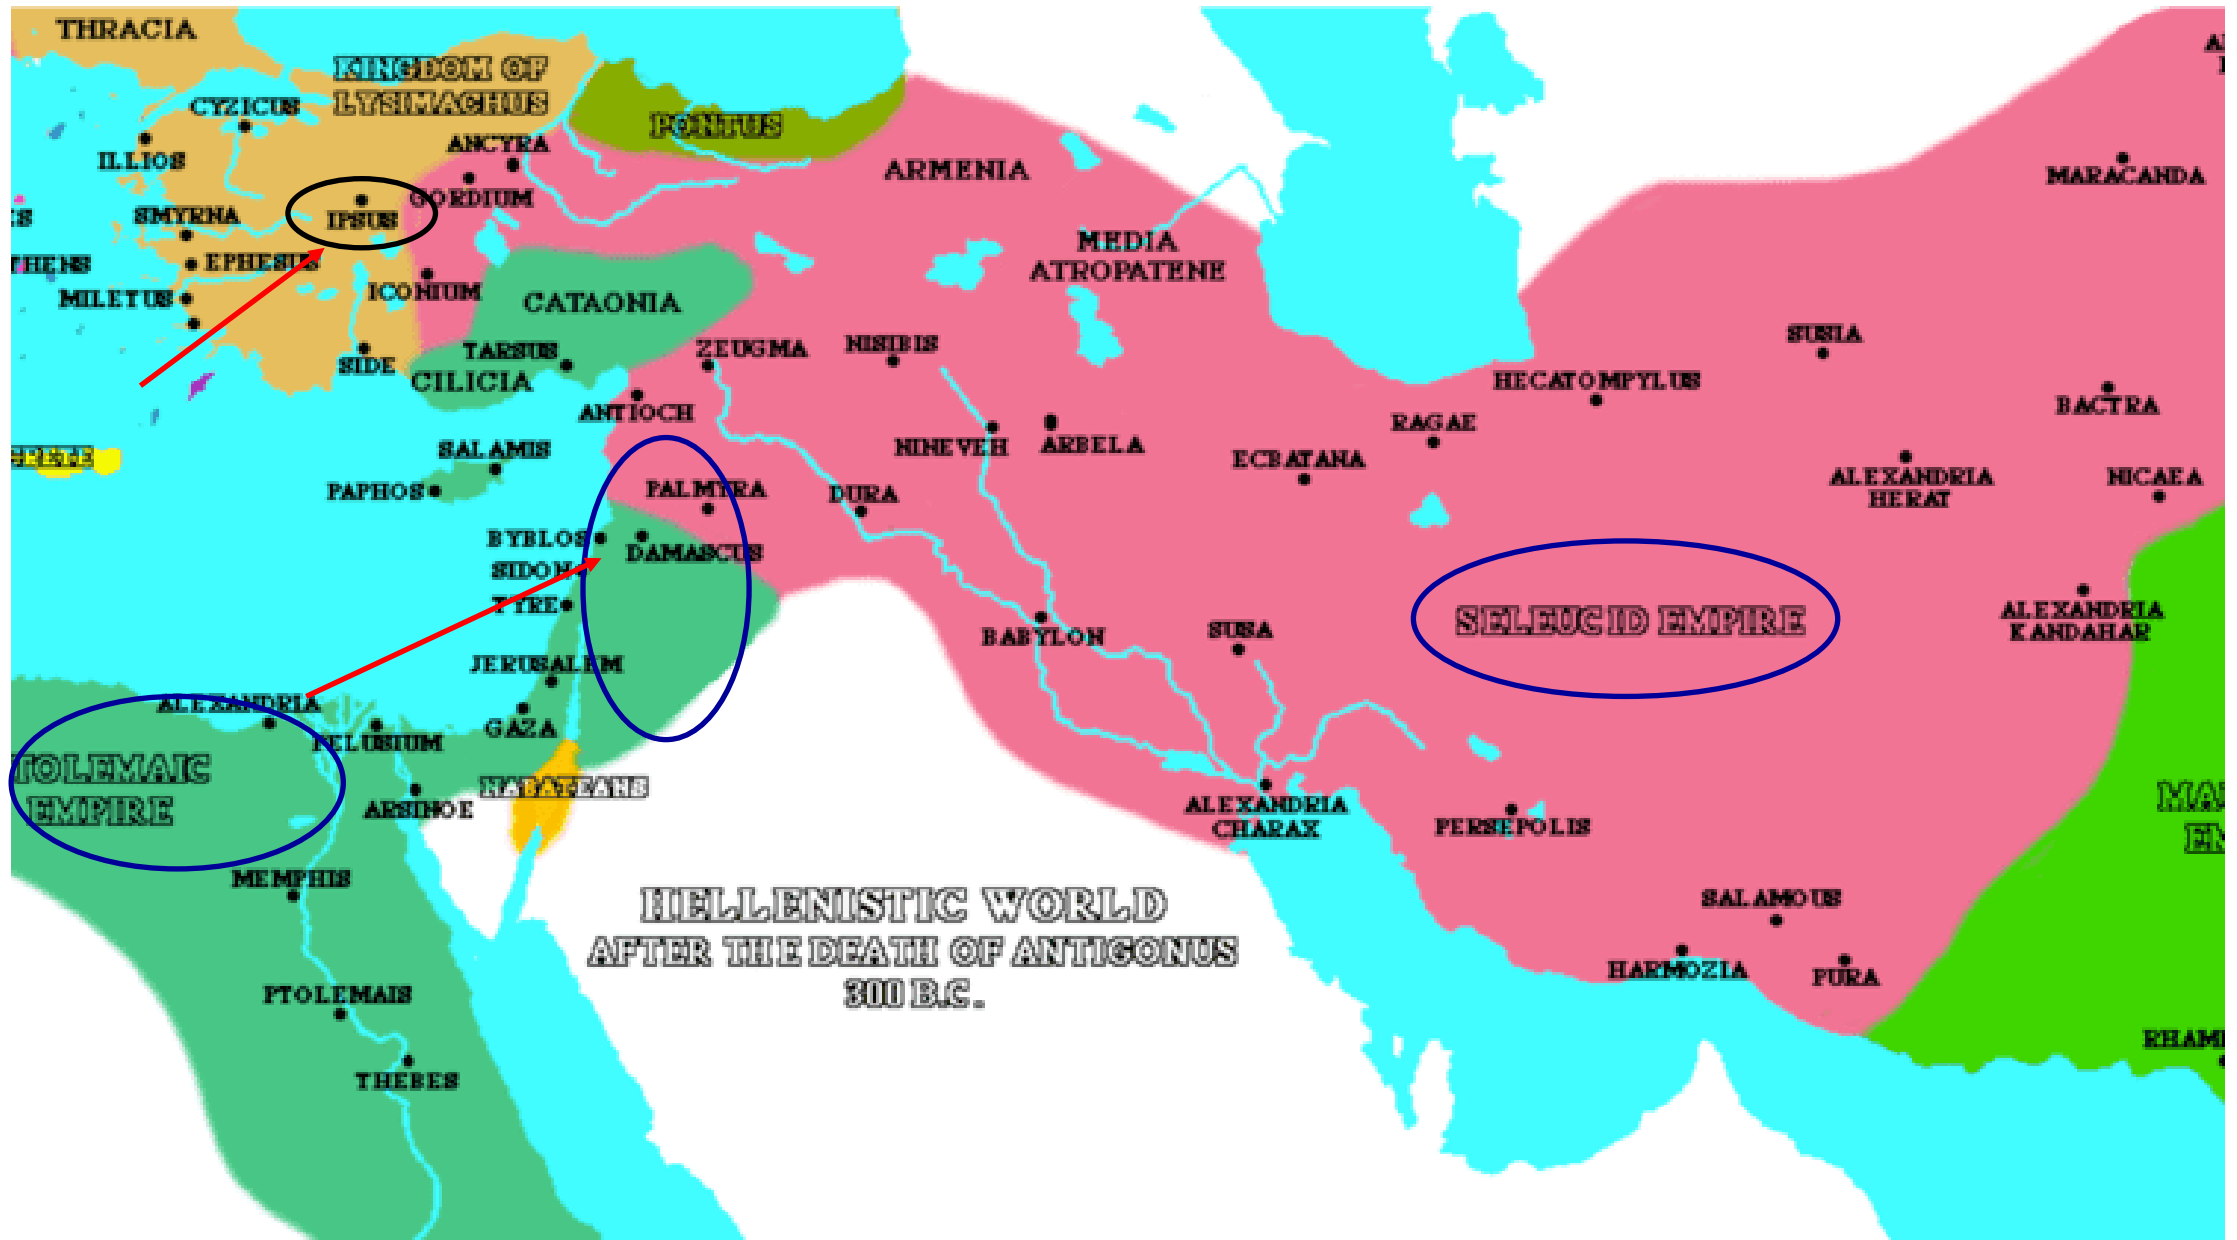 THRACIA
KINGDOM OF
LYSIMACHUS
CYZICUS
PONTUS
ANCYRA
ILLIOS
ARMENIA
MARACANDA
GORDIUM
SMYRNA
IPSUS
MEDIA
ATROPATENE
THENS
EPHESUS
MILETUS
ICONIUM
CATAONIA
SUSIA
SIDE
TARSUS
ZEUGMA
NISIBIS
CILICIA
HECATOMPYLUS
ANTIOCH
BACTRA
RAGAE
SALAMIS
NINEVEH
ARBELA
CRETE
ECBATANA
PAPHOS
PALMYRA
DURA
ALEXANDRIA
HERAT
NICAEA
BYBLOS
DAMASCUS
SIDON
TYRE
BABYLON
SUSA
SELEUCID EMPIRE
ALEXANDRIA
KANDAHAR
JERUSALEM
ALEXANDRIA
GAZA
PELUSIUM
TOLEMAIC
EMPIRE
NABATEANS
ARSINOE
ALEXANDRIA
CHARAX
PERSEPOLIS
MEMPHIS
HELLENISTIC WORLD
AFTER THE DEATH OF ANTIGONUS
300 B.C.
SALAMOUS
HARMOZIA
PURA
PTOLEMAIS
THEBES